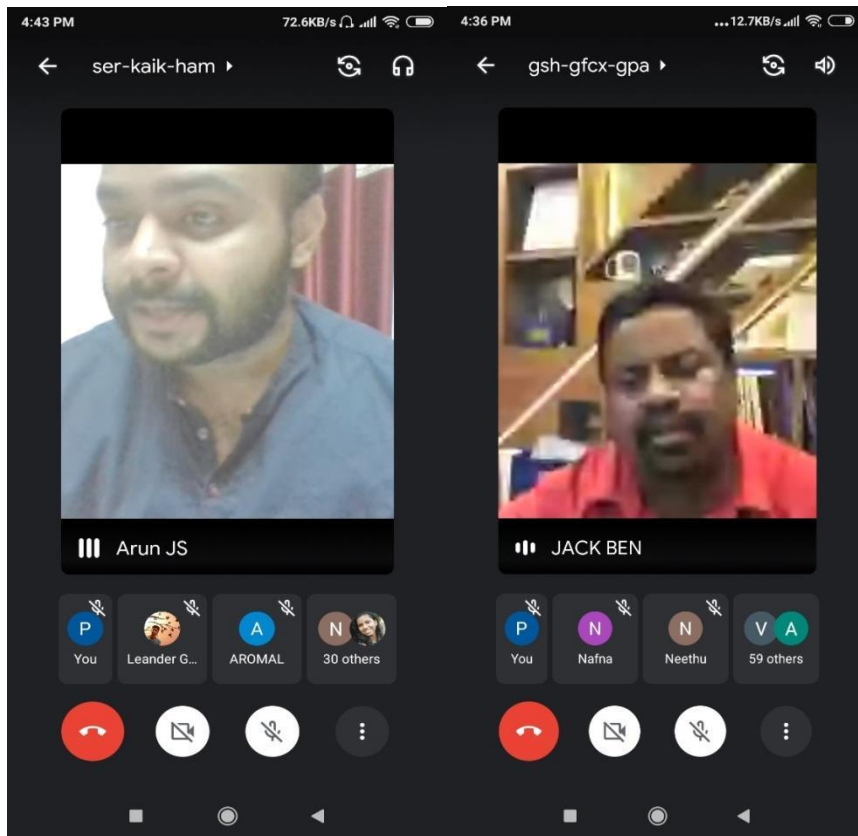 4:43 PM
72.6KB/s
ser-kaik-ham
Arun JS
P
You
Leander G...
A
AROMAL
N
30 others
4:36 PM
...12.7KB/s
gsh-gfcx-gpa
JACK BEN
P
You
N
Nafna
N
Neethu
V A
59 others